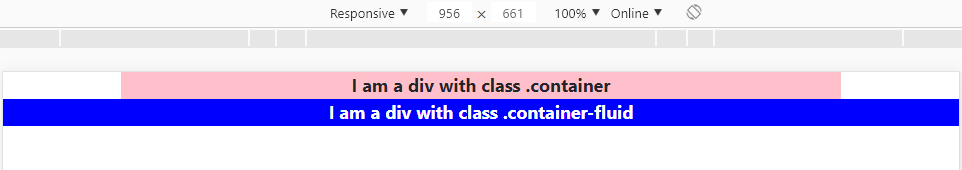 Responsive ▼ 956 × 661 100% ▼ Online ▼
I am a div with class .container
I am a div with class .container-fluid